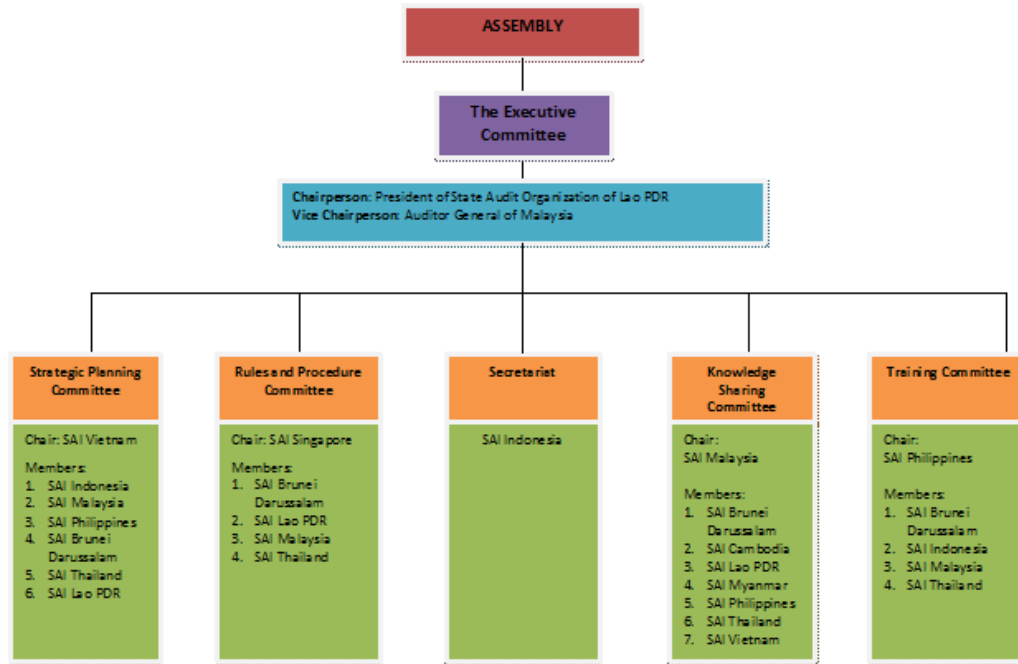 ASSEMBLY
The Executive
Committee
Chairperson: President of State Audit Organization of Lao PDR
Vice Chairperson: Auditor General of Malaysia
Strategic Planning
Committee
Chair: SAI Vietnam
Members:
1. SAI Indonesia
2. SAI Malaysia
3. SAI Philippines
4. SAI Brunei
Darussalam
5. SAI Thailand
6. SAI Lao PDR
Rules and Procedure
Committee
Chair: SAI Singapore
Members:
1. SAI Brunei
Darussalam
2. SAI Lao PDR
3. SAI Malaysia
4. SAI Thailand
Secretariat
SAI Indonesia
Knowledge
Sharing
Committee
Chair:
SAI Malaysia
Members:
1. SAI Brunei
Darussalam
2. SAI Cambodia
3. SAI Lao PDR
4. SAI Myanmar
5. SAI Philippines
6. SAI Thailand
7. SAI Vietnam
Training Committee
Chair:
SAI Philippines
Members:
1. SAI Brunei
Darussalam
2. SAI Indonesia
3. SAI Malaysia
4. SAI Thailand